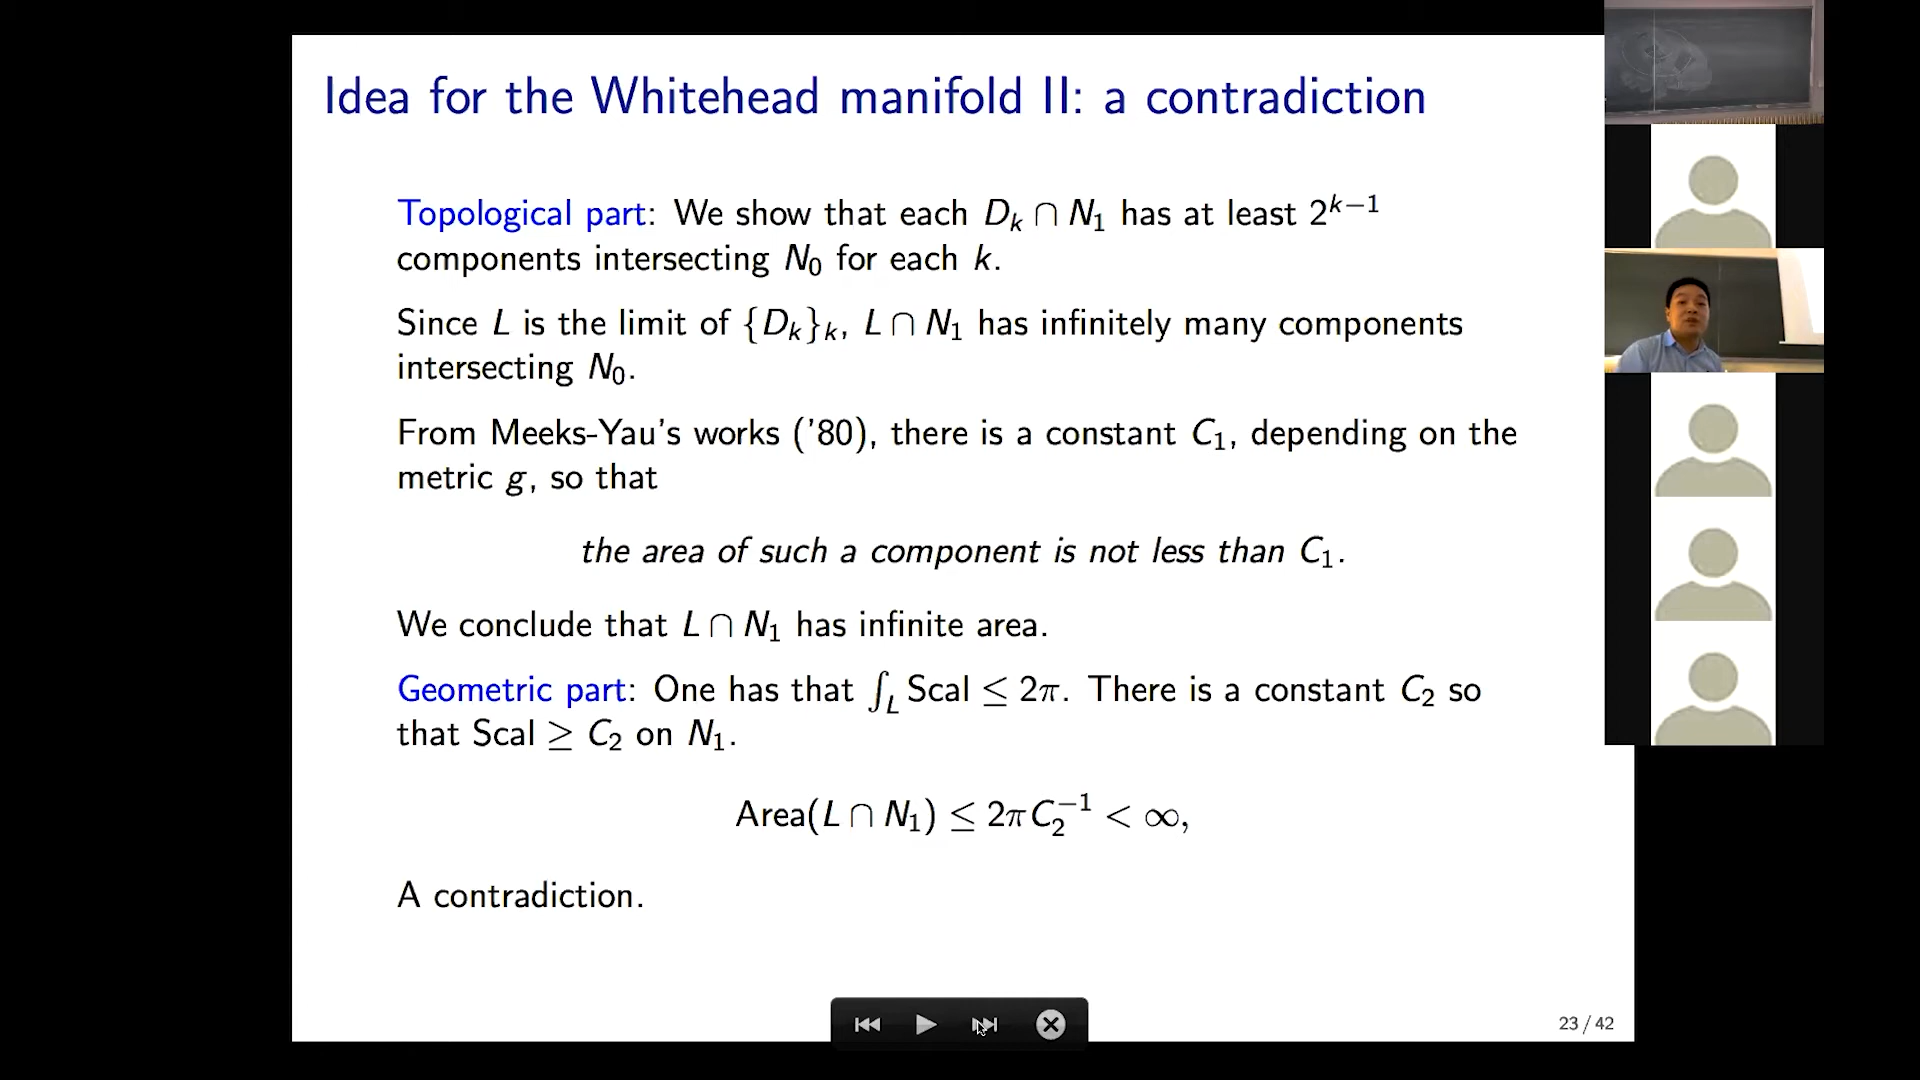 Idea for the Whitehead manifold II: a contradiction
Topological part: We show that each D_k ∩ N_1 has at least 2^{k−1}
components intersecting N_0 for each k.
Since L is the limit of {D_k}_k, L ∩ N_1 has infinitely many components
intersecting N_0.
From Meeks-Yau's works ('80), there is a constant C_1, depending on the
metric g, so that
the area of such a component is not less than C_1.
We conclude that L ∩ N_1 has infinite area.
Geometric part: One has that ∫_L Scal ≤ 2π. There is a constant C_2 so
that Scal ≥ C_2 on N_1.
Area(L ∩ N_1) ≤ 2πC_2^{−1} < ∞,
A contradiction.
23 / 42